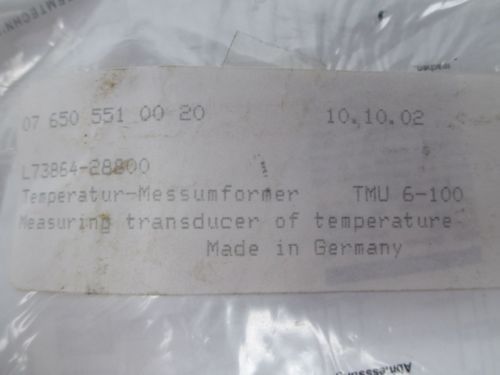 07 650 551 00 20 10.10.02
L73864-28800
Temperatur-Messumformer TMU 6-100
Measuring transducer of temperature
Made in Germany